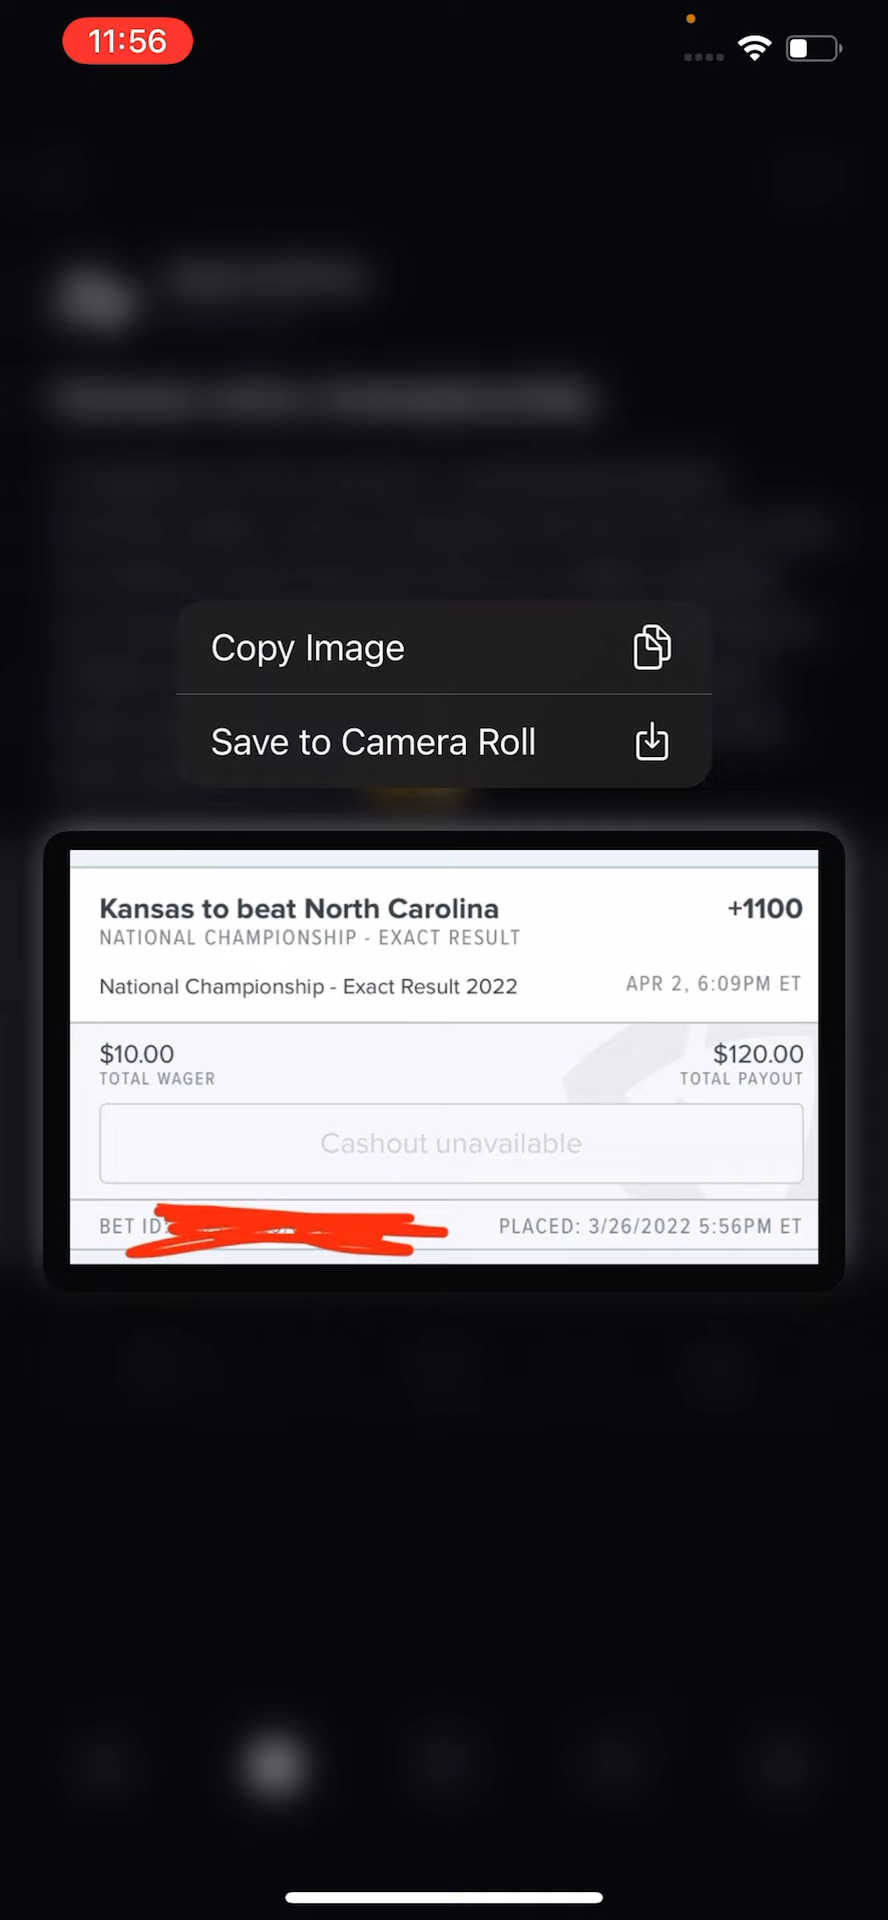 11:56
Copy Image
Save to Camera Roll
Kansas to beat North Carolina +1100
NATIONAL CHAMPIONSHIP - EXACT RESULT
National Championship - Exact Result 2022 APR 2, 6:09PM ET
$10.00 $120.00
TOTAL WAGER TOTAL PAYOUT
Cashout unavailable
BET ID: PLACED: 3/26/2022 5:56PM ET